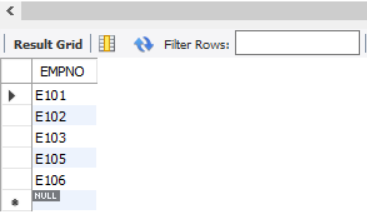 Result Grid Filter Rows:
EMPNO
E101
E102
E103
E105
E106
NULL